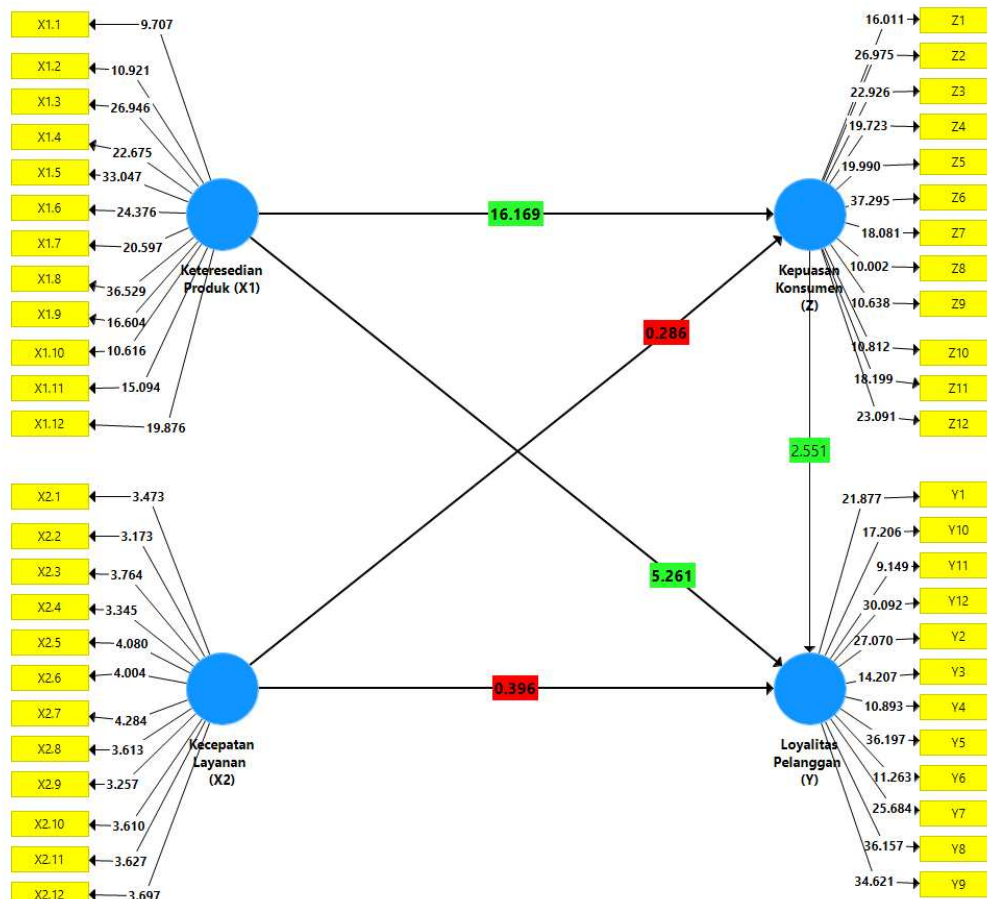 X1.1
9.707
X1.2
10.921
X1.3
26.946
X1.4
22.675
X1.5
33.047
X1.6
24.376
X1.7
20.597
X1.8
36.529
X1.9
16.604
X1.10
10.616
X1.11
15.094
X1.12
19.876
Keteresedian
Produk (X1)
16.169
0.286
5.261
0.396
2.551
16.011
Z1
26.975
Z2
22.926
Z3
19.723
Z4
19.990
Z5
37.295
Z6
18.081
Z7
10.002
Z8
10.638
Z9
10.812
Z10
18.199
Z11
23.091
Z12
Kepuasan
Konsumen
(Z)
X2.1
3.473
X2.2
3.173
X2.3
3.764
X2.4
3.345
X2.5
4.080
X2.6
4.004
X2.7
4.284
X2.8
3.613
X2.9
3.257
X2.10
3.610
X2.11
3.627
X2.12
3.697
Kecepatan
Layanan
(X2)
21.877
Y1
17.206
Y10
9.149
Y11
30.092
Y12
27.070
Y2
14.207
Y3
10.893
Y4
36.197
Y5
11.263
Y6
25.684
Y7
36.157
Y8
34.621
Y9
Loyalitas
Pelanggan
(Y)